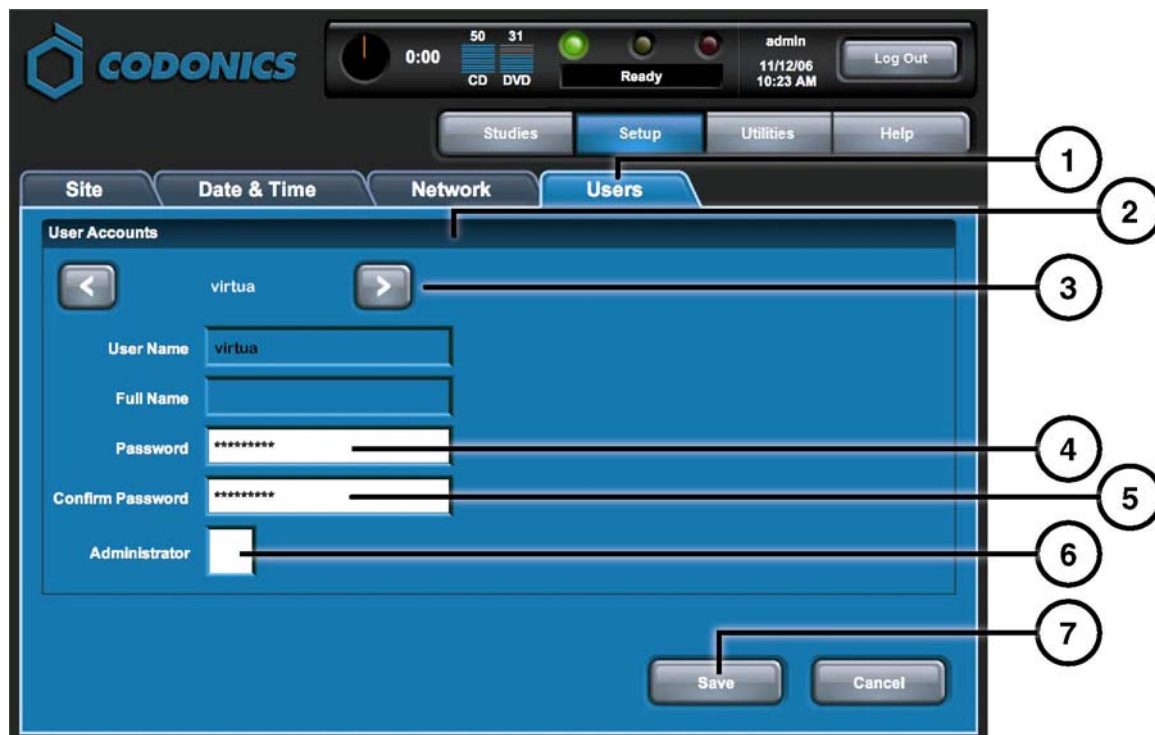 CODONICS
0:00
50 31
CD DVD
Ready
admin
11/12/06
10:23 AM
Log Out
Studies Setup Utilities Help
Site Date & Time Network Users
User Accounts
< virtua >
User Name virtua
Full Name
Password *********
Confirm Password *********
Administrator
Save Cancel
1
2
3
4
5
6
7